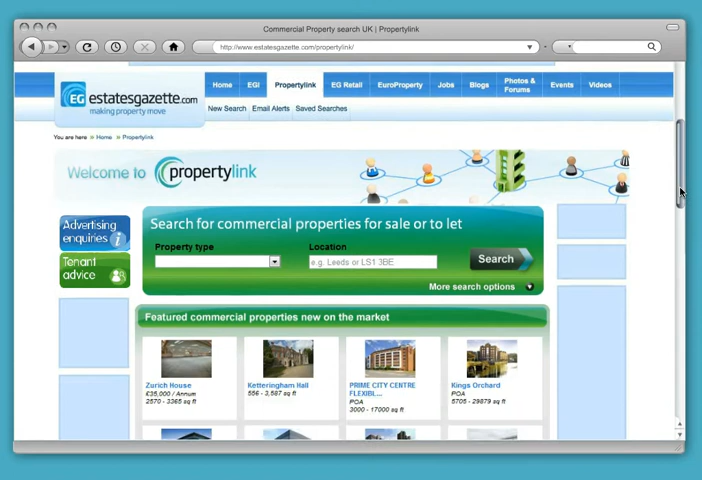 Commercial Property search UK | Propertylink
http://www.estatesgazette.com/propertylink/
Home
EGI
Propertylink
EG Retail
EuroProperty
Jobs
Blogs
Photos & Forums
Events
Videos
EG estatesgazette.com
making property move
New Search
Email Alerts
Saved Searches
You are here » Home » Propertylink
Welcome to propertylink
Advertising enquiries i
Tenant advice
Search for commercial properties for sale or to let
Property type
Location
e.g. Leeds or LS1 3BE
Search
More search options
Featured commercial properties new on the market
Zurich House
£35,000 / Annum
2570 - 3365 sq ft
Ketteringham Hall
556 - 3,587 sq ft
PRIME CITY CENTRE
FLEXIBL...
POA
3000 - 17000 sq ft
Kings Orchard
POA
5705 - 29879 sq ft